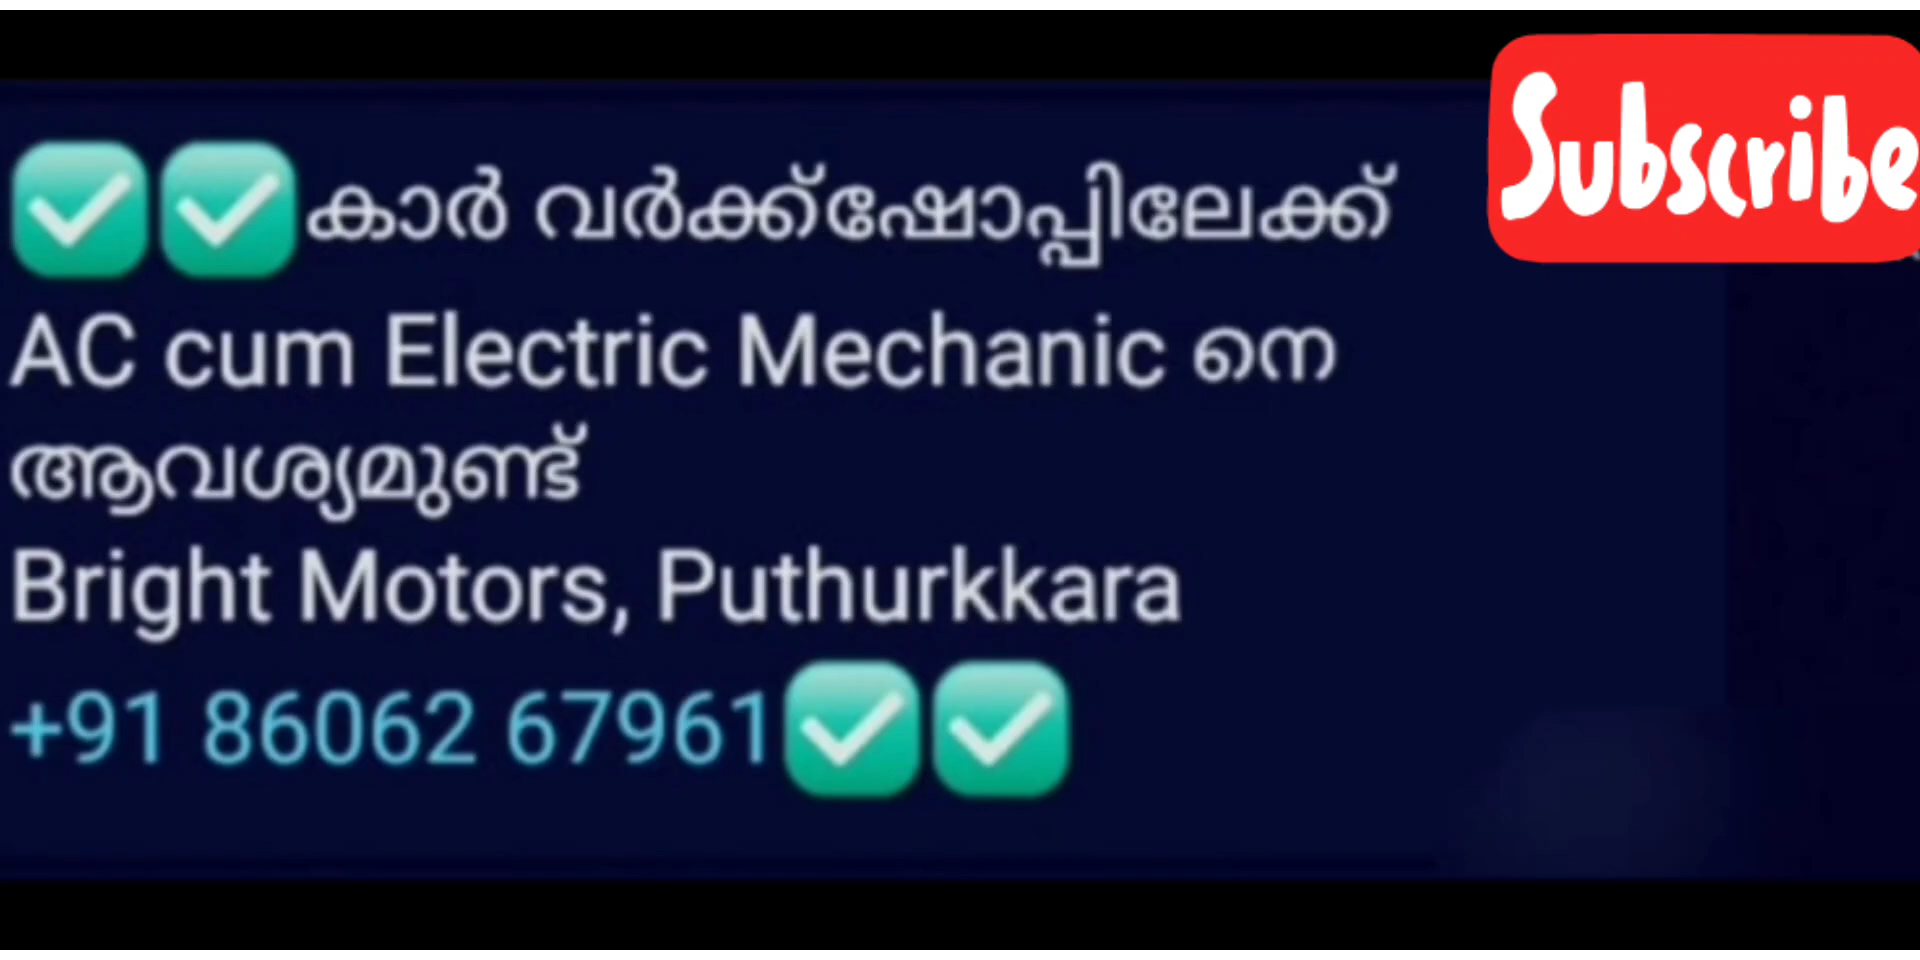 ✅✅കാർ വർക്ക്ഷോപ്പിലേക്ക്
AC cum Electric Mechanic നെ
ആവശ്യമുണ്ട്
Bright Motors, Puthurkkara
+91 86062 67961✅✅
Subscribe